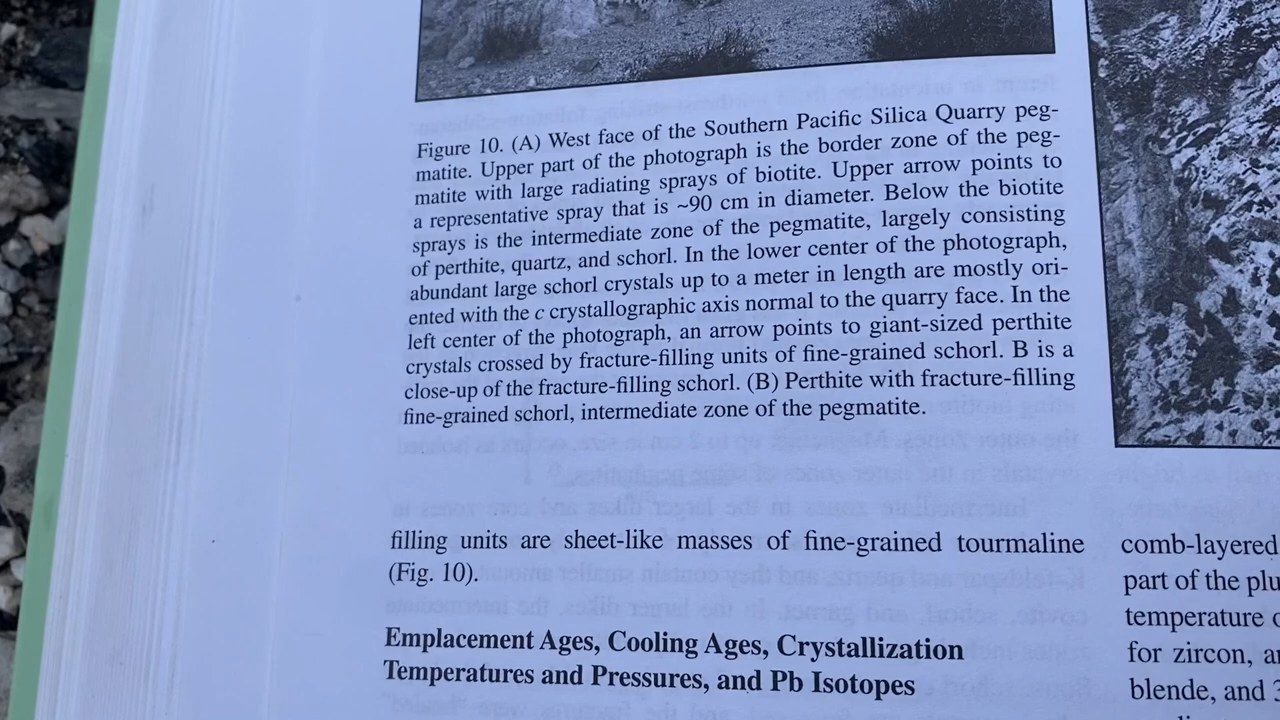 Figure 10. (A) West face of the Southern Pacific Silica Quarry peg-
matite. Upper part of the photograph is the border zone of the peg-
matite with large radiating sprays of biotite. Upper arrow points to
a representative spray that is ~90 cm in diameter. Below the biotite
sprays is the intermediate zone of the pegmatite, largely consisting
of perthite, quartz, and schorl. In the lower center of the photograph,
abundant large schorl crystals up to a meter in length are mostly ori-
ented with the c crystallographic axis normal to the quarry face. In the
left center of the photograph, an arrow points to giant-sized perthite
crystals crossed by fracture-filling units of fine-grained schorl. B is a
close-up of the fracture-filling schorl. (B) Perthite with fracture-filling
fine-grained schorl, intermediate zone of the pegmatite.
filling units are sheet-like masses of fine-grained tourmaline
(Fig. 10).
Emplacement Ages, Cooling Ages, Crystallization
Temperatures and Pressures, and Pb Isotopes
comb-layered
part of the plu
temperature
for zircon, a
blende, and